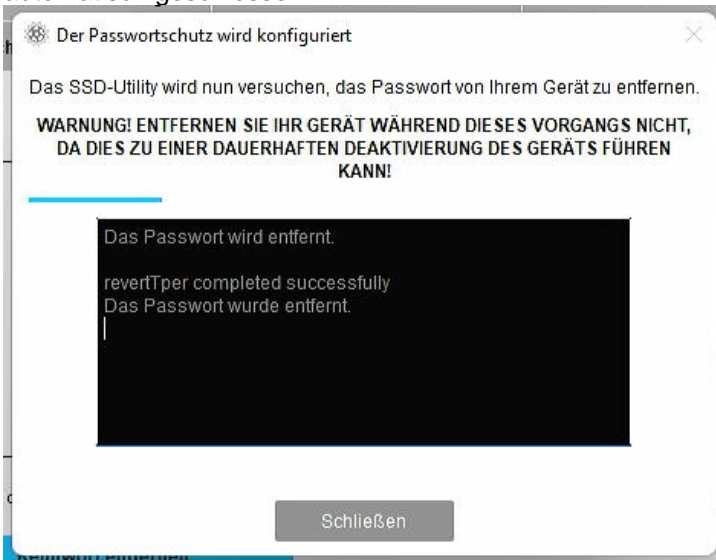 Der Passwortschutz wird konfiguriert
Das SSD-Utility wird nun versuchen, das Passwort von Ihrem Gerät zu entfernen.
WARNUNG! ENTFERNEN SIE IHR GERÄT WÄHREND DIESES VORGANGS NICHT,
DA DIES ZU EINER DAUERHAFTEN DEAKTIVIERUNG DES GERÄTS FÜHREN
KANN!
Das Passwort wird entfernt.
revertTper completed successfully
Das Passwort wurde entfernt.
Schließen